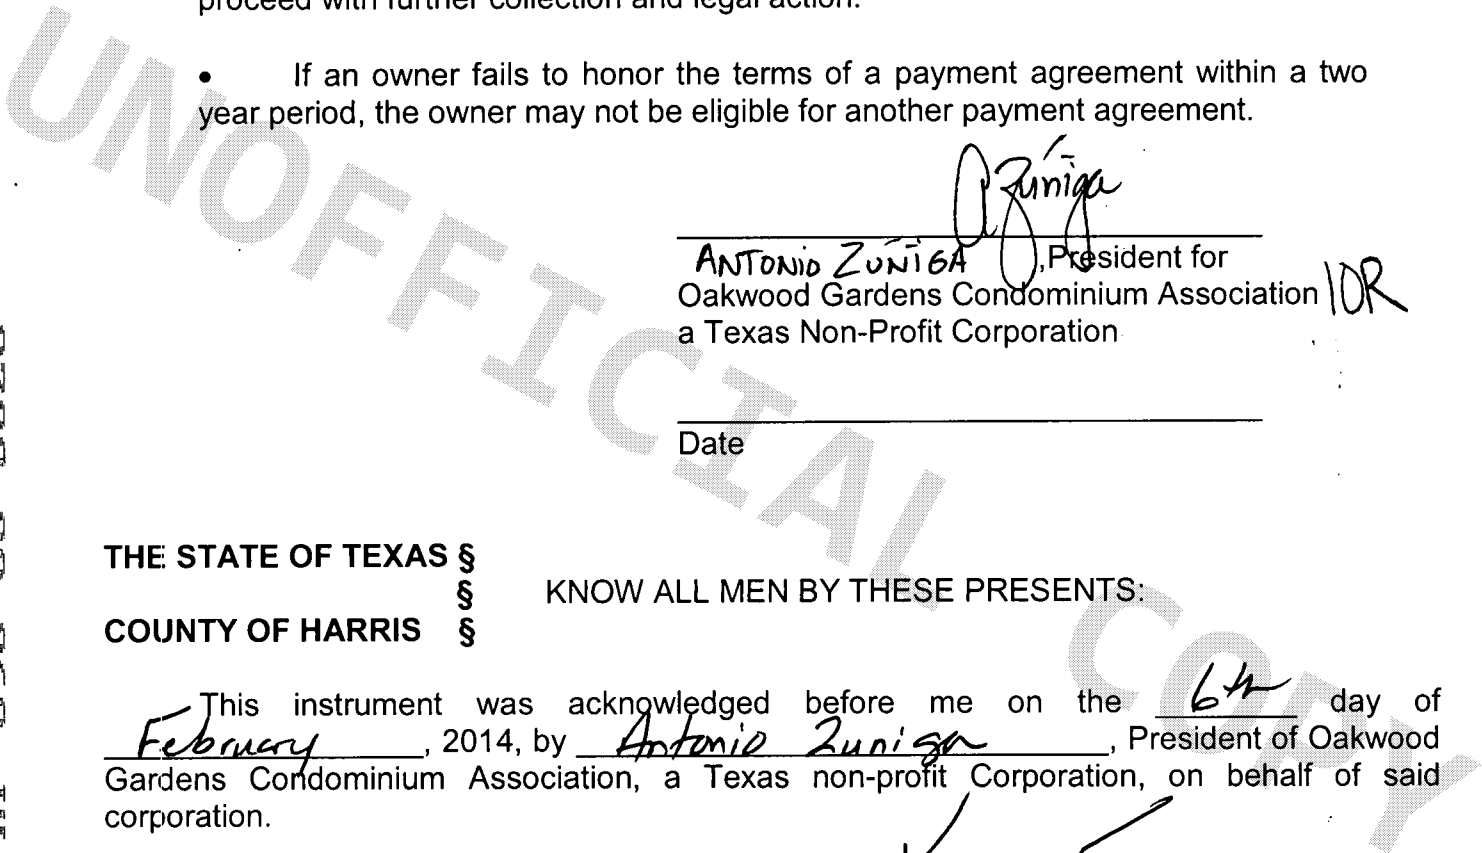 proceed with further collection and legal action.
• If an owner fails to honor the terms of a payment agreement within a two
year period, the owner may not be eligible for another payment agreement.
A Zúñiga
ANTONIO ZUÑIGA ,President for
Oakwood Gardens Condominium Association 10R
a Texas Non-Profit Corporation
Date
THE STATE OF TEXAS §
§ KNOW ALL MEN BY THESE PRESENTS:
COUNTY OF HARRIS §
This instrument was acknowledged before me on the 6th day of
February, 2014, by Antonio Zuniga, President of Oakwood
Gardens Condominium Association, a Texas non-profit Corporation, on behalf of said
corporation.
UNOFFICIAL COPY